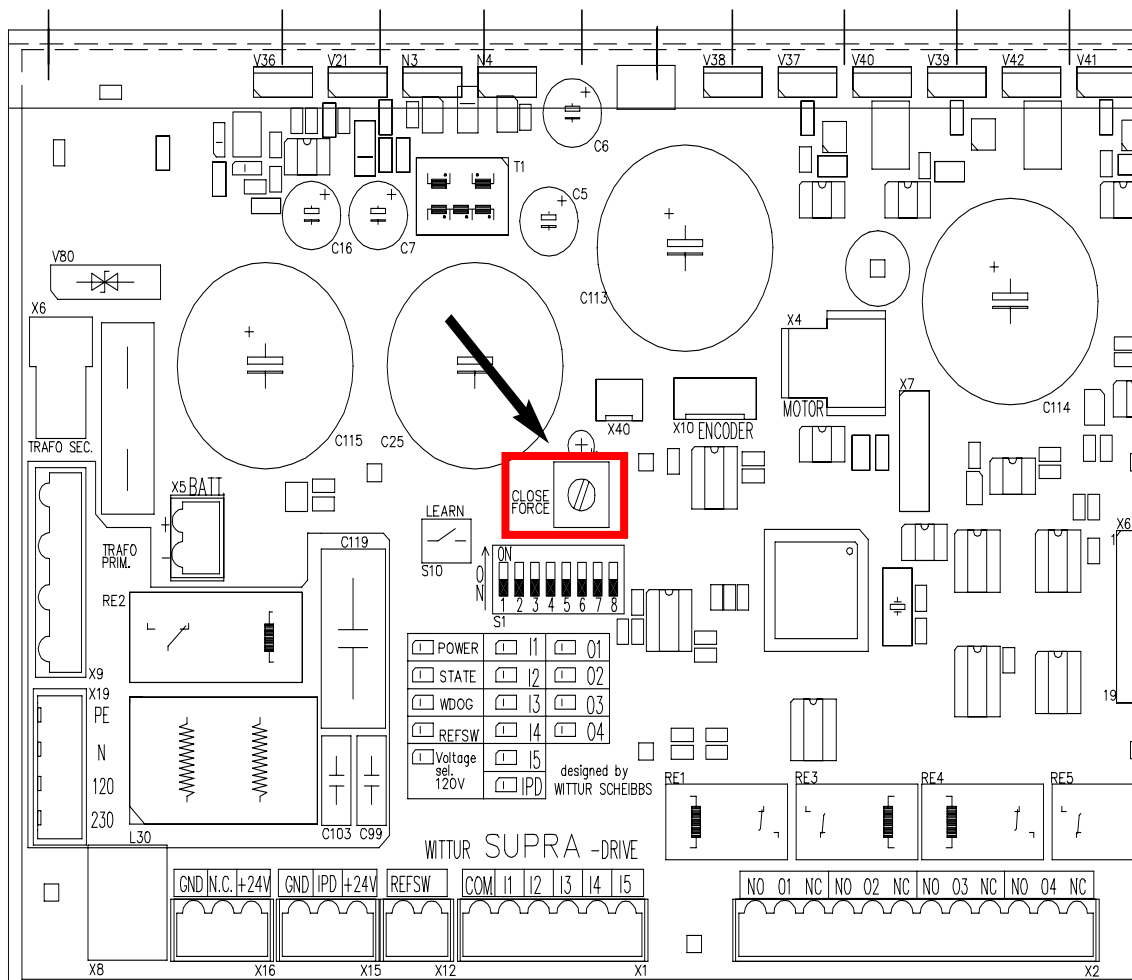 V36 V21 N3 N4 V38 V37 V40 V39 V42 V41
C6
T1
C5
C16 C7
V80
C113
X6 X4
X7
MOTOR
C114
X40 X10 ENCODER
TRAFO SEC. C115 C25
X5 BATT.
CLOSE
FORCE
LEARN
S10
TRAFO
PRIM.
C119
ON
ON
1 2 3 4 5 6 7 8
S1
X6
1
19
RE2
POWER I1 O1
STATE I2 O2
WDOG I3 O3
REFSW I4 O4
Voltage
sel.
120V
I5
IPD
designed by
WITTUR SCHEIBBS
X9
X19
PE
N
120
230
L30
C103 C99
RE1 RE3 RE4 RE5
WITTUR SUPRA -DRIVE
GND N.C. +24V GND IPD +24V REFSW COM I1 I2 I3 I4 I5 NO O1 NC NO O2 NC NO O3 NC NO O4 NC
X8 X16 X15 X12 X1 X2